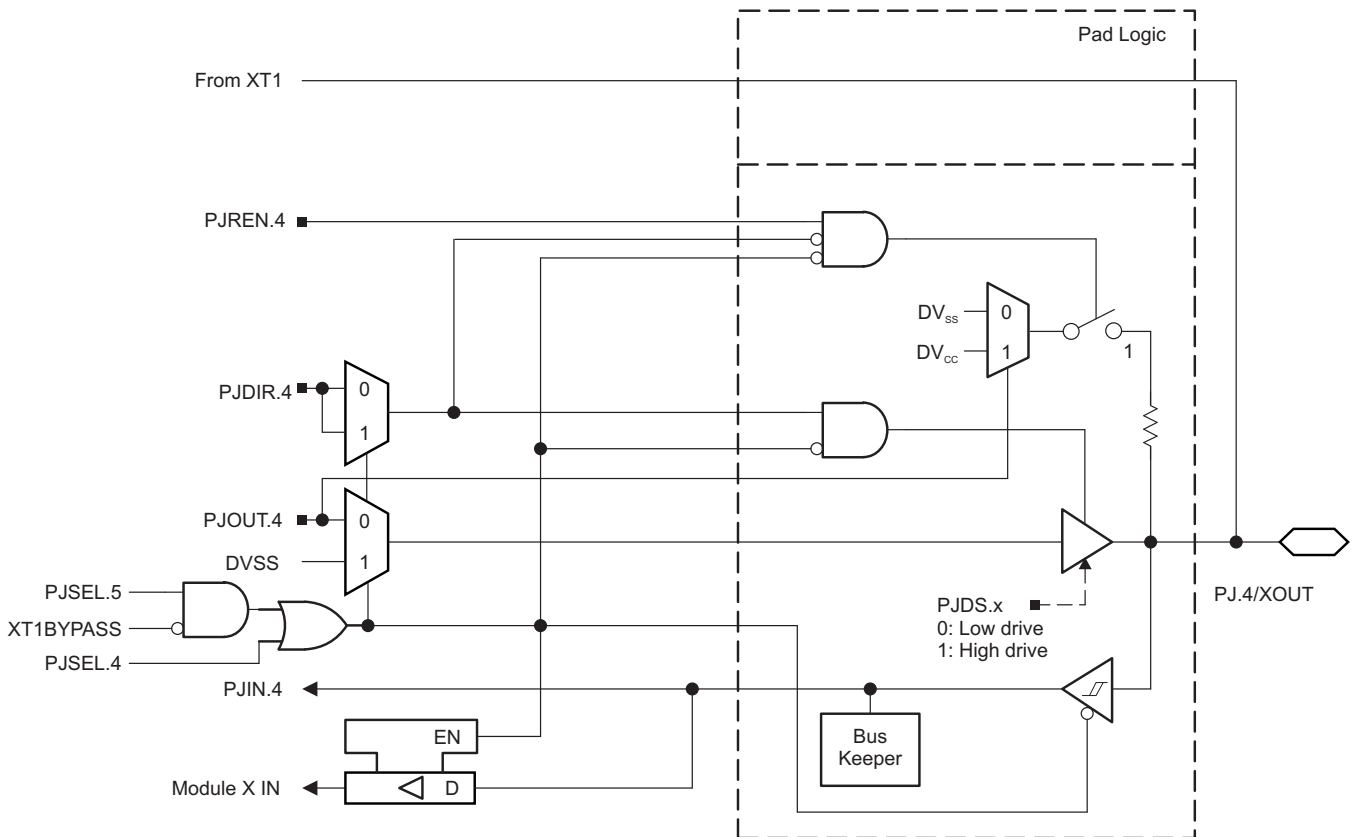 Pad Logic
From XT1
PJREN.4
DVSS
0
DVCC
1
1
PJDIR.4
0
1
PJOUT.4
0
DVSS
1
PJSEL.5
XT1BYPASS
PJSEL.4
PJDS.x
0: Low drive
1: High drive
PJ.4/XOUT
PJIN.4
EN
Bus
Keeper
Module X IN
D